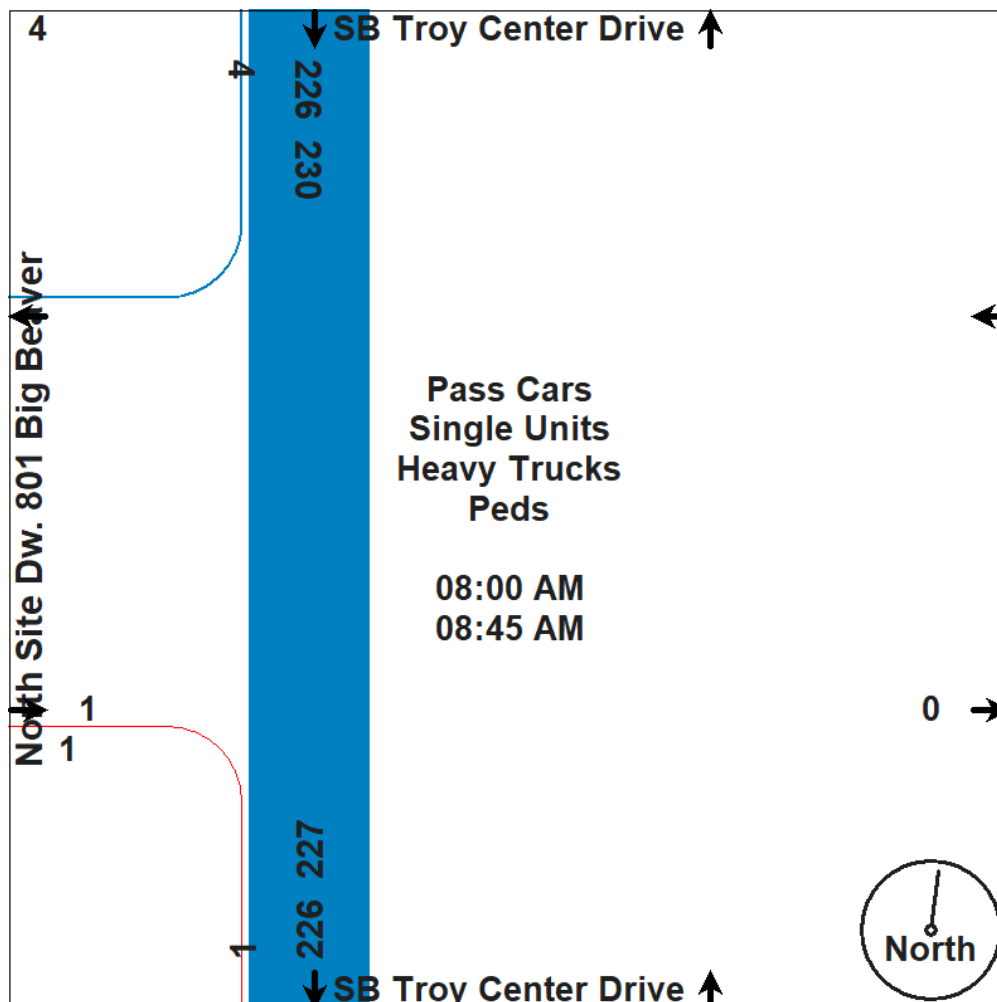 4
SB Troy Center Drive
4
226 230
North Site Dw. 801 Big Beaver
Pass Cars
Single Units
Heavy Trucks
Peds
08:00 AM
08:45 AM
1
0
1
226 227
1
North
SB Troy Center Drive